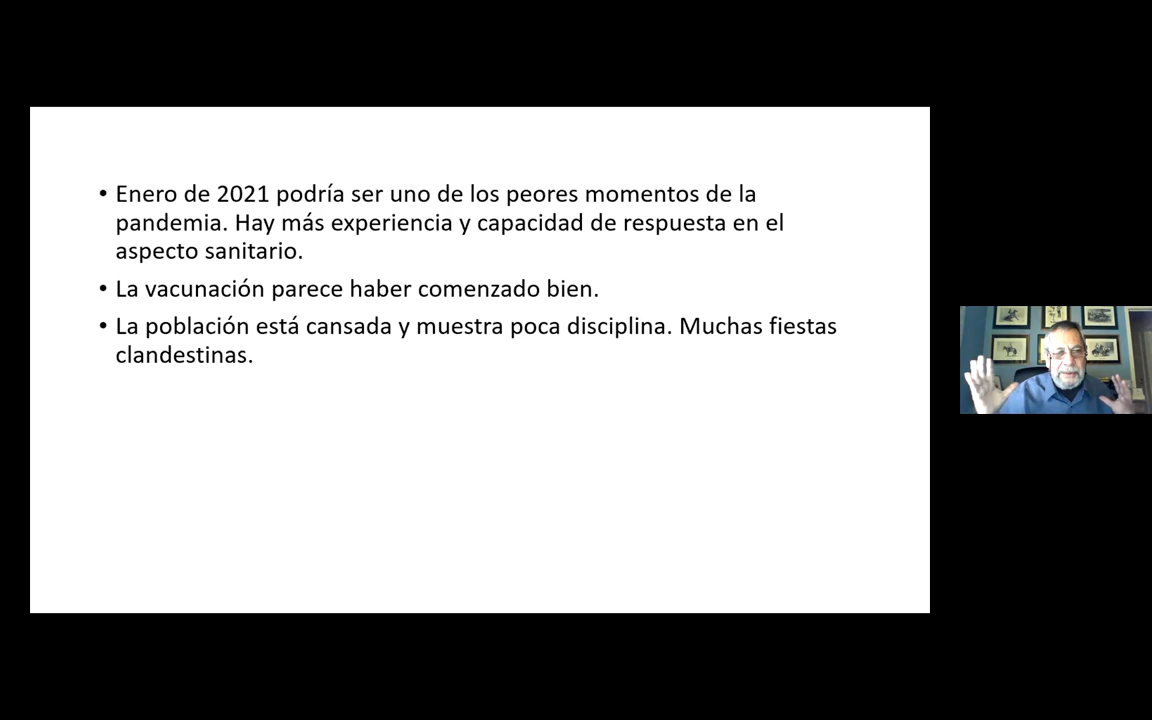 • Enero de 2021 podría ser uno de los peores momentos de la
pandemia. Hay más experiencia y capacidad de respuesta en el
aspecto sanitario.
• La vacunación parece haber comenzado bien.
• La población está cansada y muestra poca disciplina. Muchas fiestas
clandestinas.